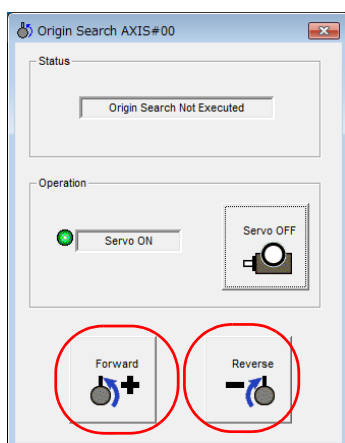 Origin Search AXIS#00
Status
Origin Search Not Executed
Operation
Servo ON
Servo OFF
Forward
Reverse